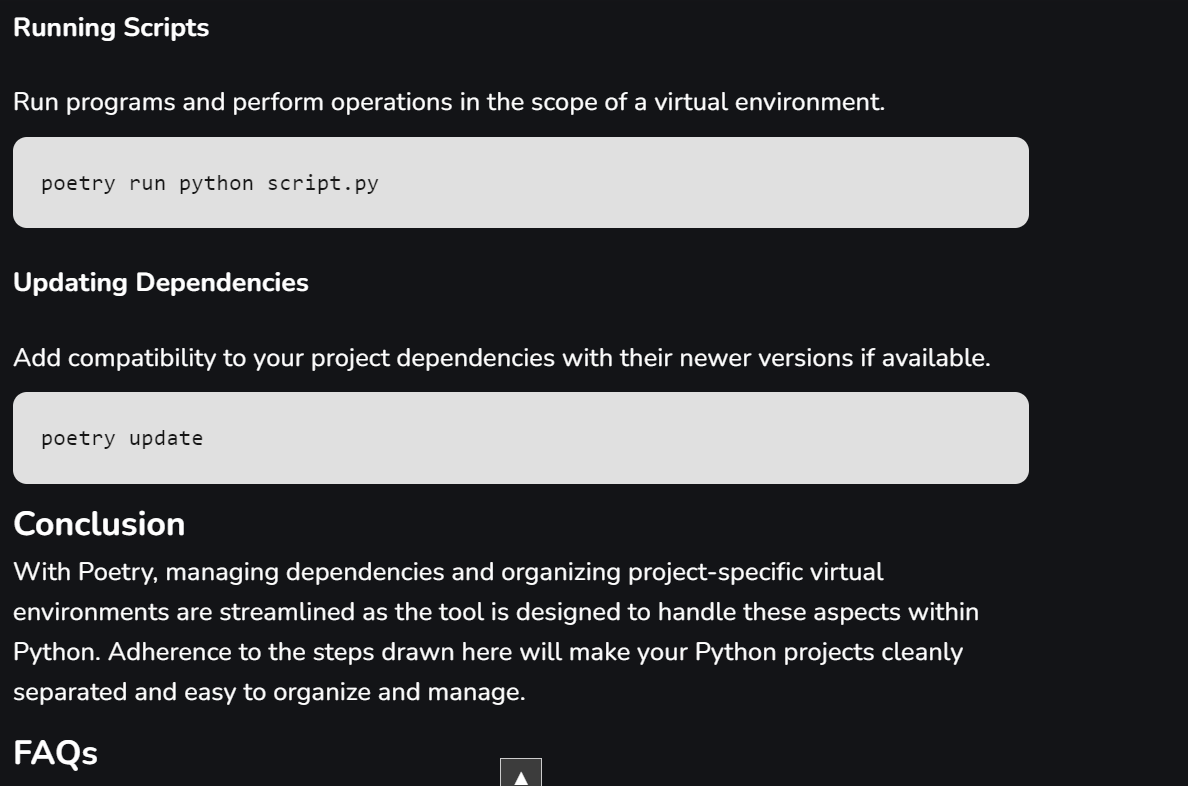 Running Scripts
Run programs and perform operations in the scope of a virtual environment.
poetry run python script.py
Updating Dependencies
Add compatibility to your project dependencies with their newer versions if available.
poetry update
Conclusion
With Poetry, managing dependencies and organizing project-specific virtual
environments are streamlined as the tool is designed to handle these aspects within
Python. Adherence to the steps drawn here will make your Python projects cleanly
separated and easy to organize and manage.
FAQs